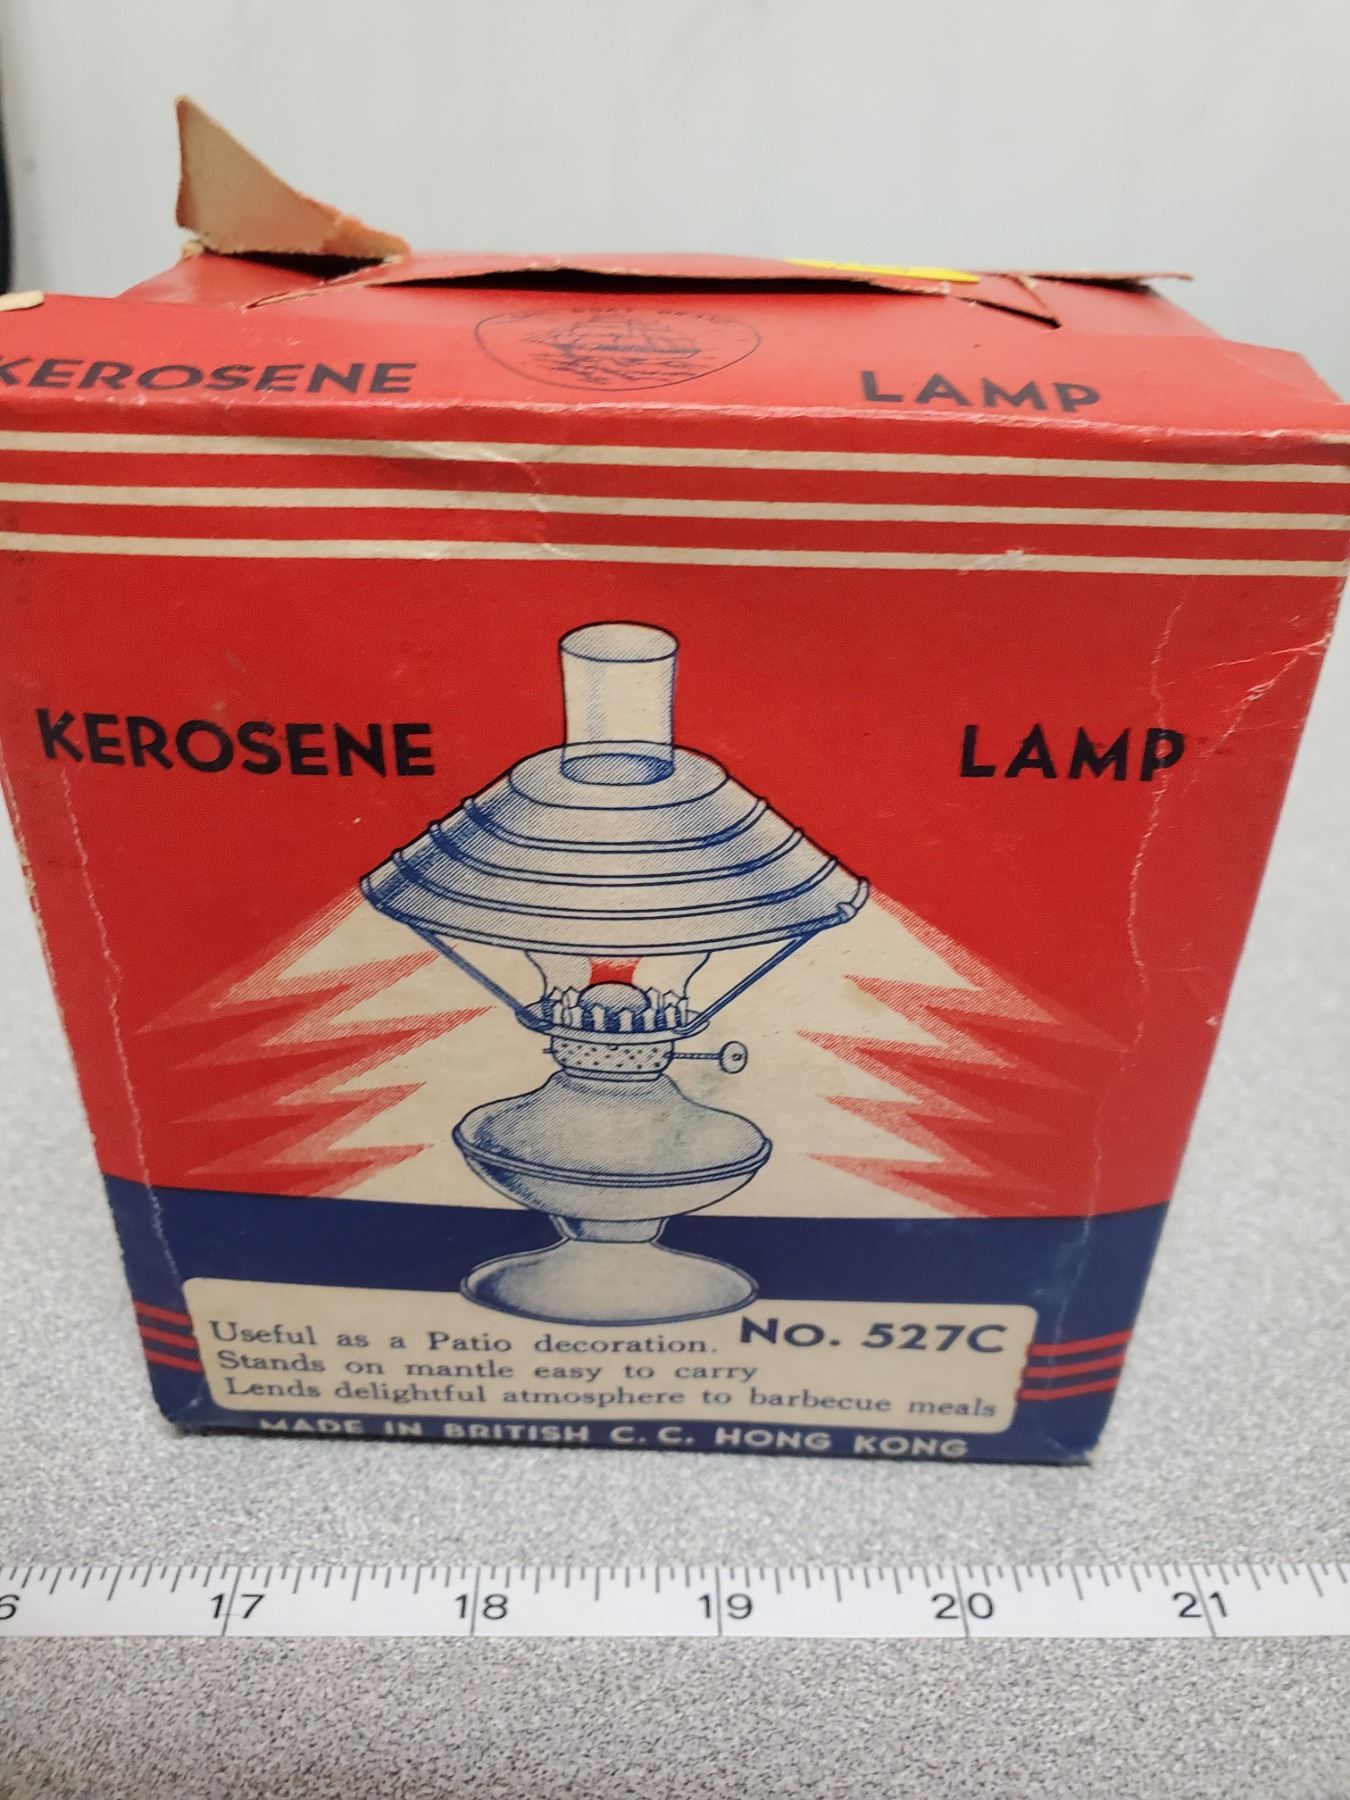 KEROSENE LAMP
KEROSENE LAMP
Useful as a Patio decoration. No. 527C
Stands on mantle easy to carry
Lends delightful atmosphere to barbecue meals
MADE IN BRITISH C. C. HONG KONG
17 18 19 20 21